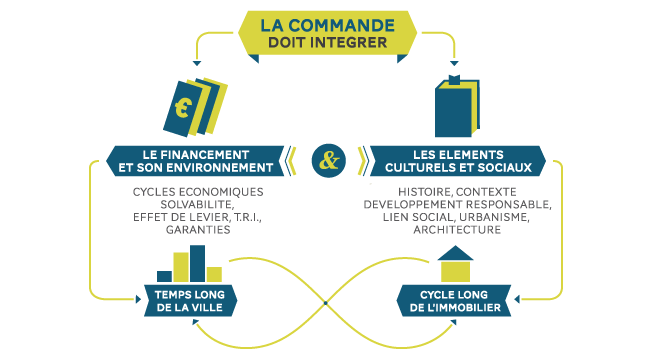 LA COMMANDE
DOIT INTEGRER
€
LE FINANCEMENT
ET SON ENVIRONNEMENT
&
LES ELEMENTS
CULTURELS ET SOCIAUX
CYCLES ECONOMIQUES
SOLVABILITE,
EFFET DE LEVIER, T.R.I.,
GARANTIES
HISTOIRE, CONTEXTE
DEVELOPPEMENT RESPONSABLE,
LIEN SOCIAL, URBANISME,
ARCHITECTURE
TEMPS LONG
DE LA VILLE
CYCLE LONG
DE L'IMMOBILIER